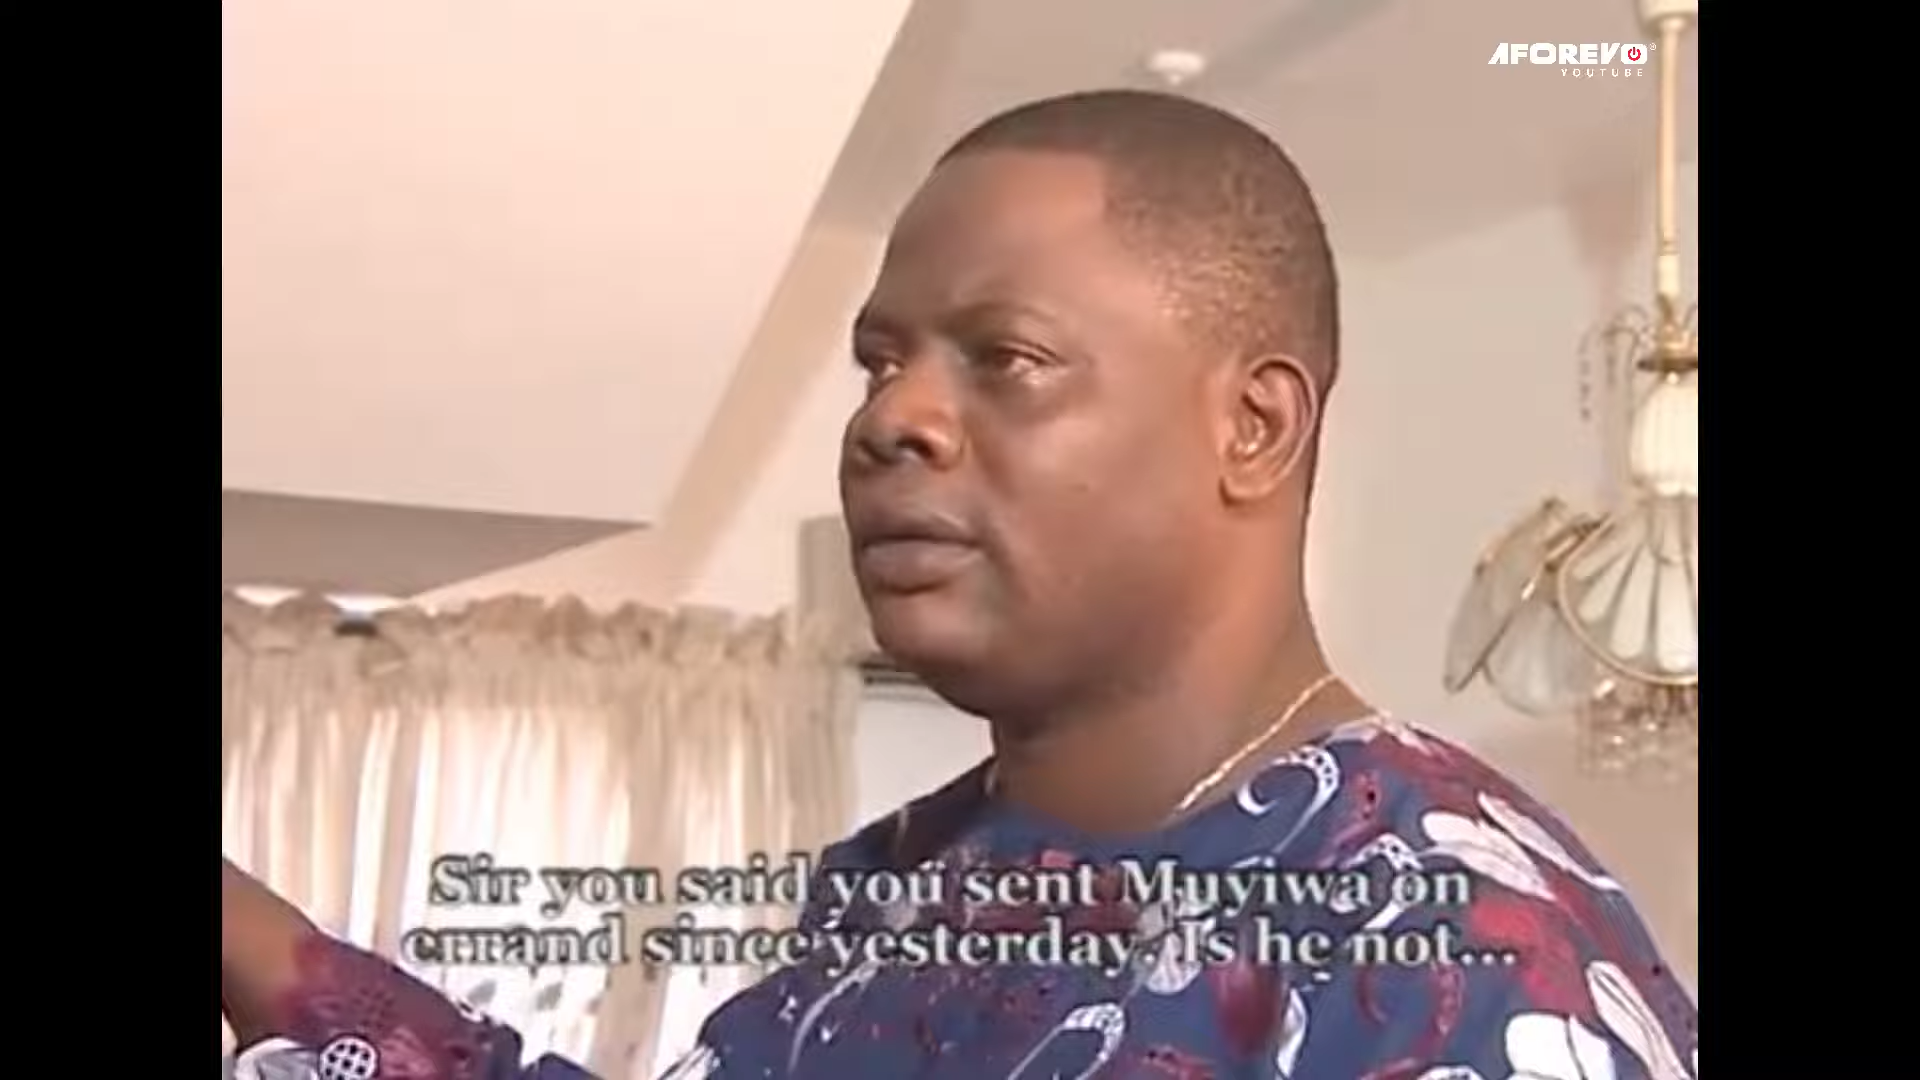 AFOREVO
YOUTUBE
Sir you said you sent Muyiwa on
errand since yesterday. Is he not...